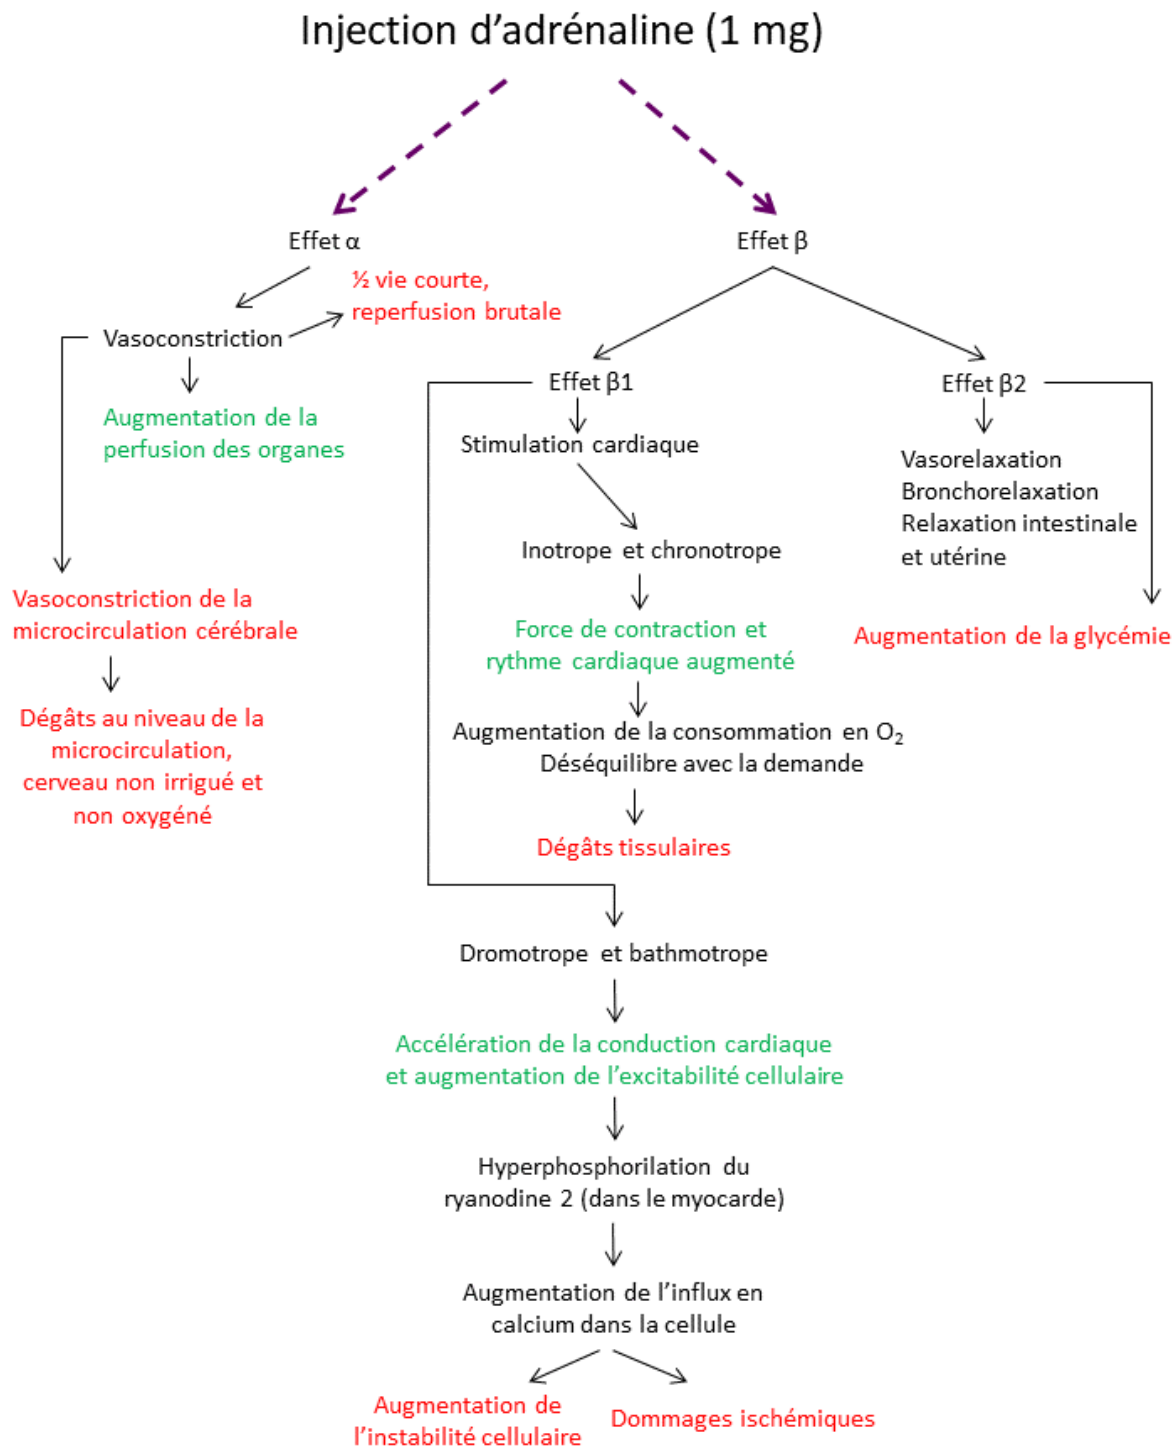 Injection d’adrénaline (1 mg)
Effet α
Effet β
½ vie courte,
reperfusion brutale
Vasoconstriction
Augmentation de la
perfusion des organes
Vasoconstriction de la
microcirculation cérébrale
Dégâts au niveau de la
microcirculation,
cerveau non irrigué et
non oxygéné
Effet β1
Stimulation cardiaque
Inotrope et chronotrope
Force de contraction et
rythme cardiaque augmenté
Augmentation de la consommation en O₂
Déséquilibre avec la demande
Dégâts tissulaires
Effet β2
Vasorelaxation
Bronchorelaxation
Relaxation intestinale
et utérine
Augmentation de la glycémie
Dromotrope et bathmotrope
Accélération de la conduction cardiaque
et augmentation de l’excitabilité cellulaire
Hyperphosphorilation du
ryanodine 2 (dans le myocarde)
Augmentation de l’influx en
calcium dans la cellule
Augmentation de
l’instabilité cellulaire
Dommages ischémiques